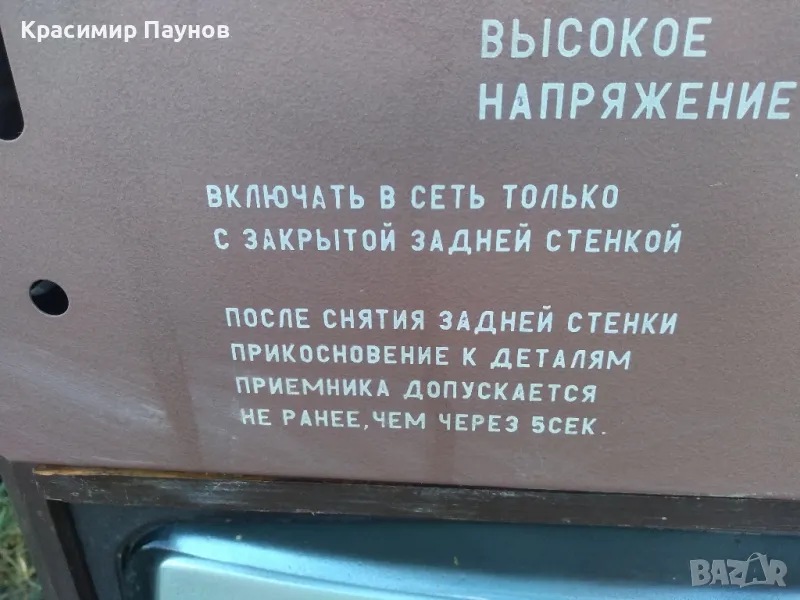 Красимир Паунов
ВЫСОКОЕ
НАПРЯЖЕНИЕ
ВКЛЮЧАТЬ В СЕТЬ ТОЛЬКО
С ЗАКРЫТОЙ ЗАДНЕЙ СТЕНКОЙ
ПОСЛЕ СНЯТИЯ ЗАДНЕЙ СТЕНКИ
ПРИКОСНОВЕНИЕ К ДЕТАЛЯМ
ПРИЕМНИКА ДОПУСКАЕТСЯ
НЕ РАНЕЕ, ЧЕМ ЧЕРЕЗ 5СЕК.
BAZAR